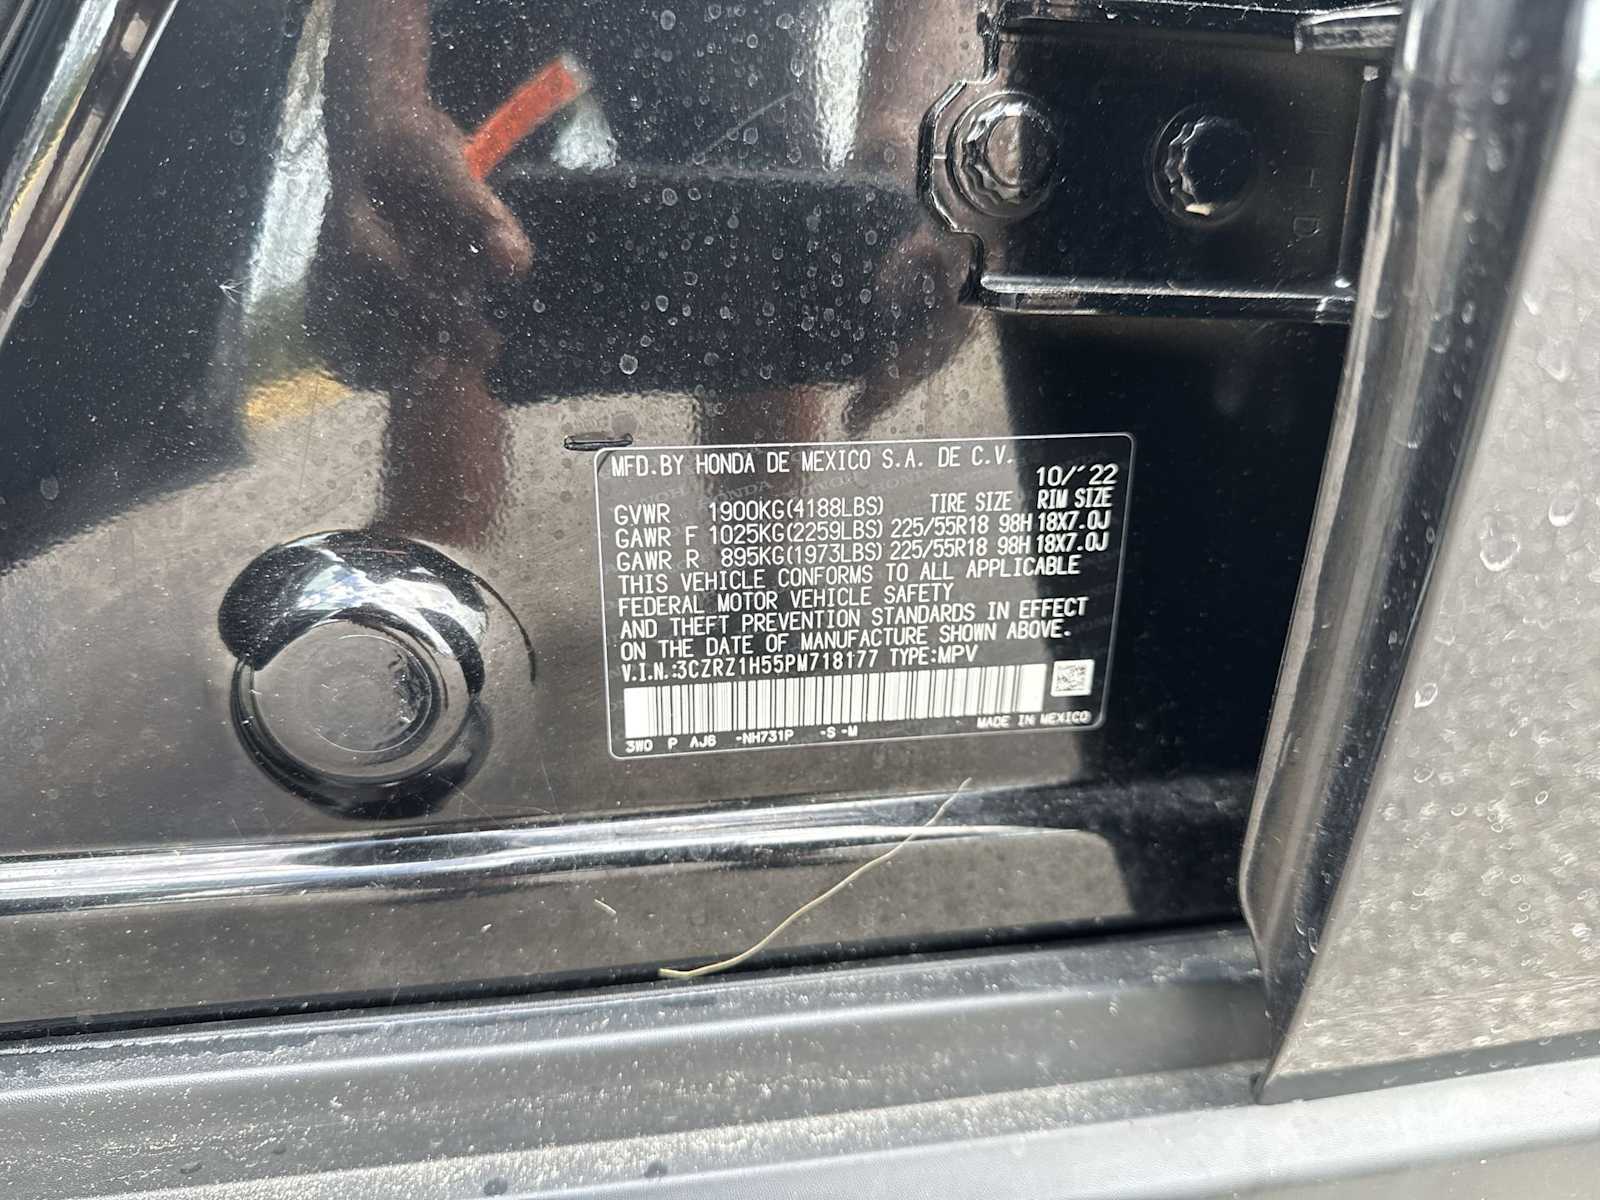 MFD.BY HONDA DE MEXICO S.A. DE C.V.
10/'22
GVWR 1900KG(4188LBS) TIRE SIZE RIM SIZE
GAWR F 1025KG(2259LBS) 225/55R18 98H 18X7.0J
GAWR R 895KG(1973LBS) 225/55R18 98H 18X7.0J
THIS VEHICLE CONFORMS TO ALL APPLICABLE
FEDERAL MOTOR VEHICLE SAFETY
AND THEFT PREVENTION STANDARDS IN EFFECT
ON THE DATE OF MANUFACTURE SHOWN ABOVE.
V.I.N.:3CZRZ1H55PM718177 TYPE:MPV
MADE IN MEXICO
3W0 P AJ6 -NH731P -S -M